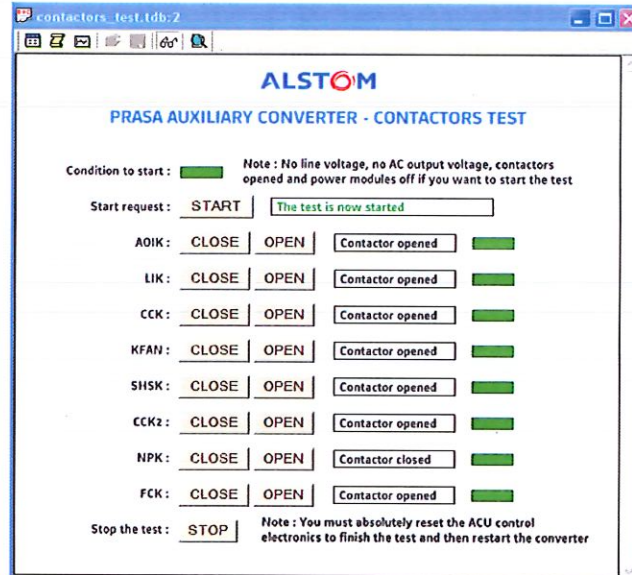 contactors_test.tdb:2
ALSTOM
PRASA AUXILIARY CONVERTER - CONTACTORS TEST
Condition to start :
Note : No line voltage, no AC output voltage, contactors
opened and power modules off if you want to start the test
Start request : START The test is now started
AOIK : CLOSE OPEN Contactor opened
LIK : CLOSE OPEN Contactor opened
CCK : CLOSE OPEN Contactor opened
KFAN : CLOSE OPEN Contactor opened
SHSK : CLOSE OPEN Contactor opened
CCK2 : CLOSE OPEN Contactor opened
NPK : CLOSE OPEN Contactor closed
FCK : CLOSE OPEN Contactor opened
Stop the test : STOP
Note : You must absolutely reset the ACU control
electronics to finish the test and then restart the converter